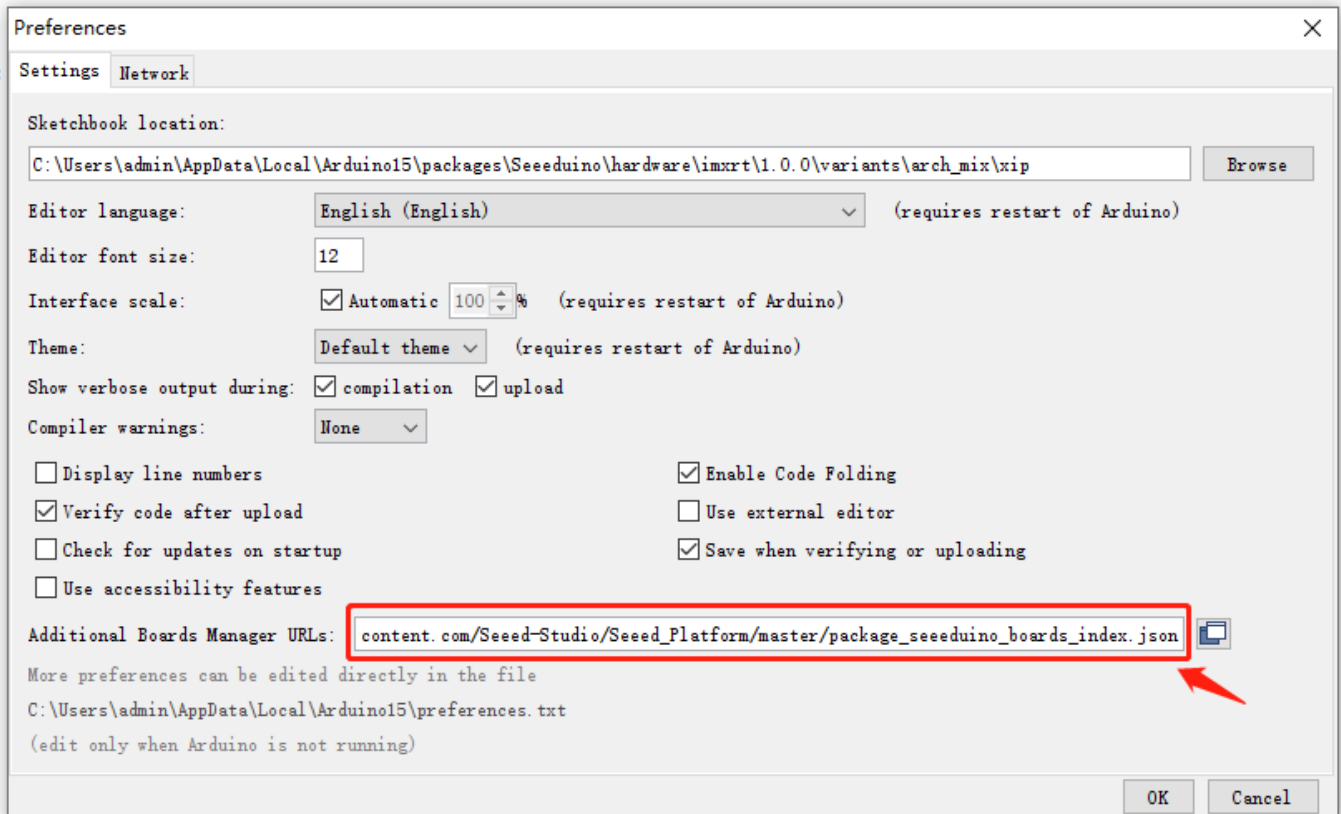 Preferences
Settings Network
Sketchbook location:
C:\Users\admin\AppData\Local\Arduino15\packages\Seeeduino\hardware\imxrt\1.0.0\variants\arch_mix\xip Browse
Editor language: English (English) (requires restart of Arduino)
Editor font size: 12
Interface scale: Automatic 100 % (requires restart of Arduino)
Theme: Default theme (requires restart of Arduino)
Show verbose output during: compilation upload
Compiler warnings: None
Display line numbers Enable Code Folding
Verify code after upload Use external editor
Check for updates on startup Save when verifying or uploading
Use accessibility features
Additional Boards Manager URLs: content.com/Seeed-Studio/Seeed_Platform/master/package_seeeduino_boards_index.json
More preferences can be edited directly in the file
C:\Users\admin\AppData\Local\Arduino15\preferences.txt
(edit only when Arduino is not running)
OK Cancel